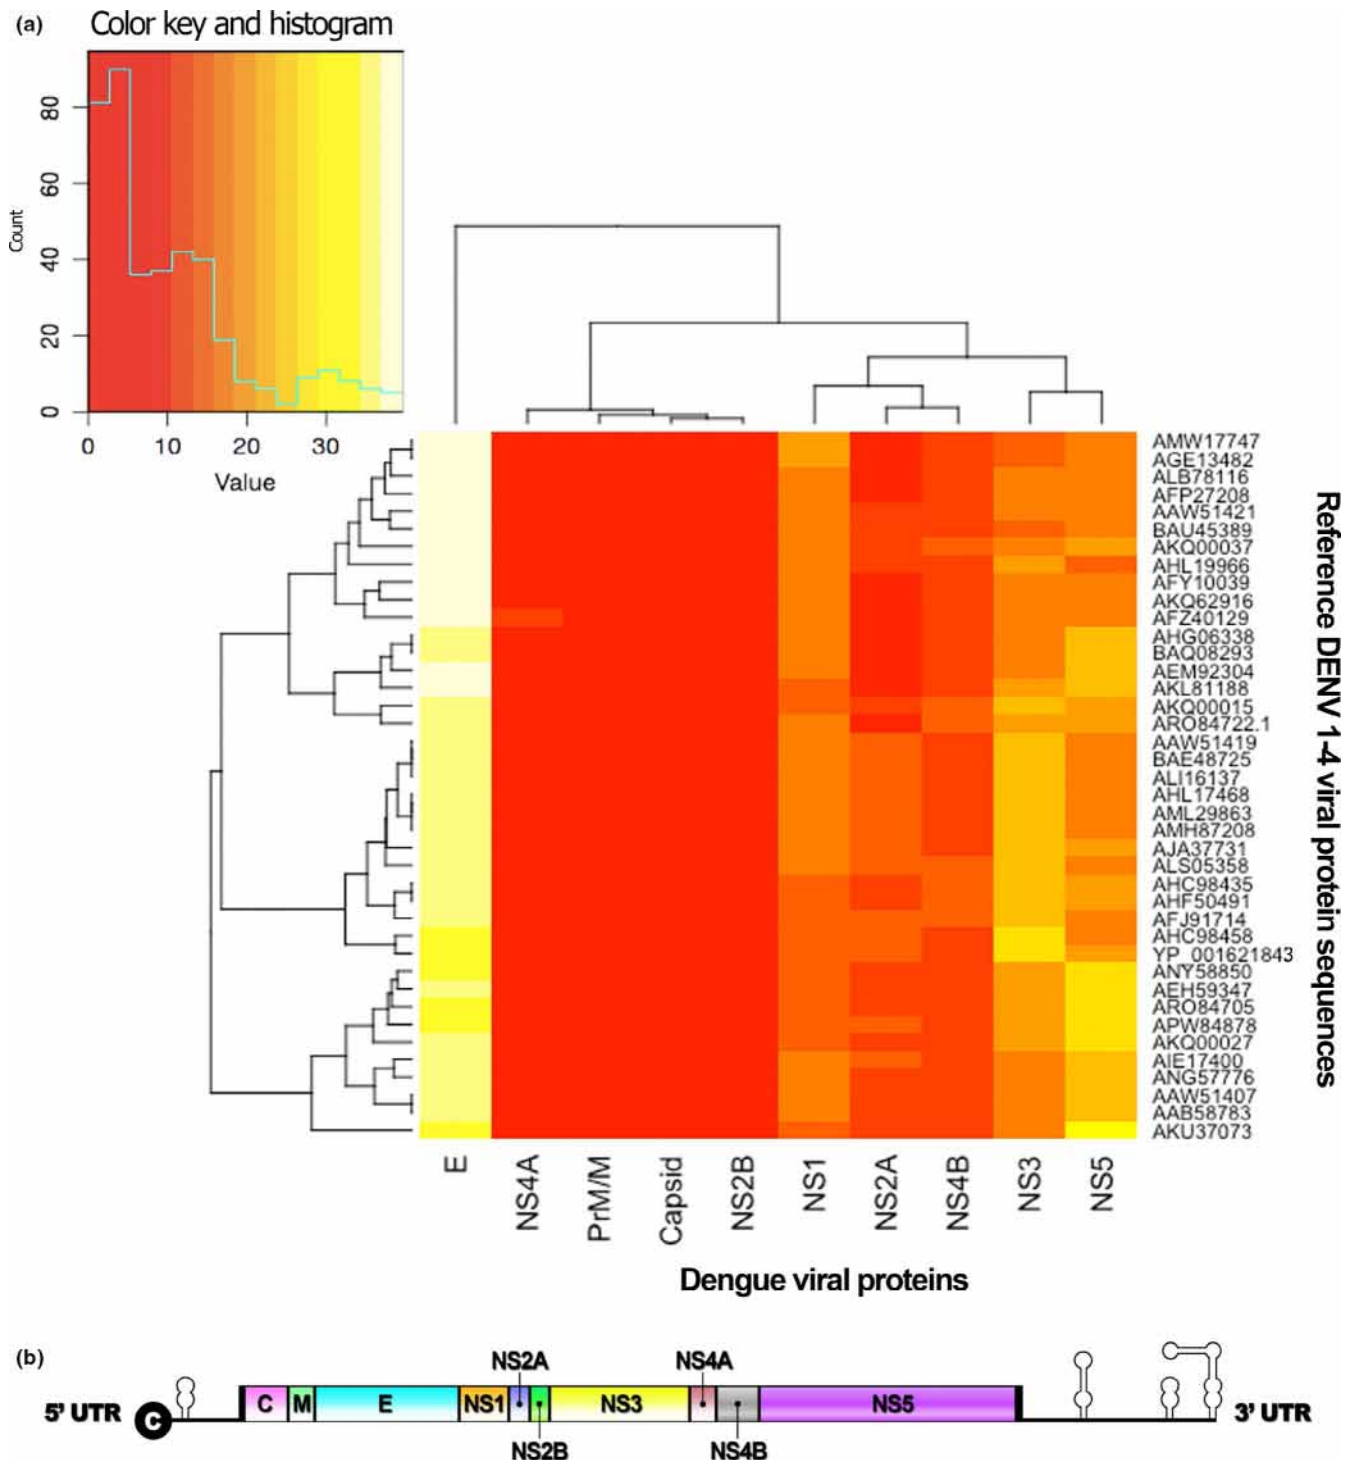 (a)
Color key and histogram
Count
0
20
40
60
80
0 10 20 30
Value
AMW17747
AGE13482
ALB78116
AFP27208
AAW51421
BAU45389
AKQ00037
AHL19966
AFY10039
AKQ62916
AFZ40129
AHG06338
BAQ08293
AEM92304
AKL81188
AKQ00015
ARO84722.1
AAW51419
BAE48725
ALI16137
AHL17468
AML29863
AMH87208
AJA37731
ALS05358
AHC98435
AHF50491
AFJ91714
AHC98458
YP_001621843
ANY58850
AEH59347
ARO84705
APW84878
AKQ00027
AIE17400
ANG57776
AAW51407
AAB58783
AKU37073
Reference DENV 1-4 viral protein sequences
E NS4A PrM/M Capsid NS2B NS1 NS2A NS4B NS3 NS5
Dengue viral proteins
(b)
NS2A NS4A
5' UTR C C M E NS1 NS3 NS5 3' UTR
NS2B NS4B